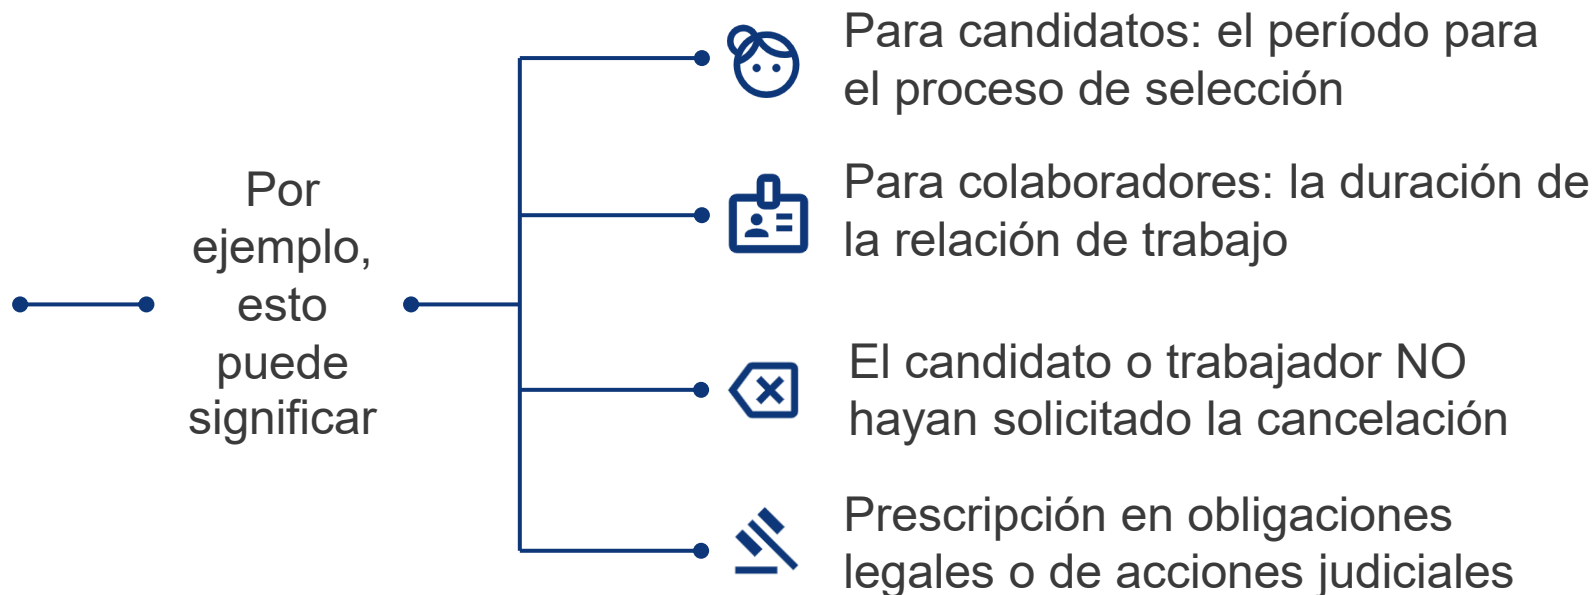 Por
ejemplo,
esto
puede
significar
Para candidatos: el período para
el proceso de selección
Para colaboradores: la duración de
la relación de trabajo
El candidato o trabajador NO
hayan solicitado la cancelación
Prescripción en obligaciones
legales o de acciones judiciales